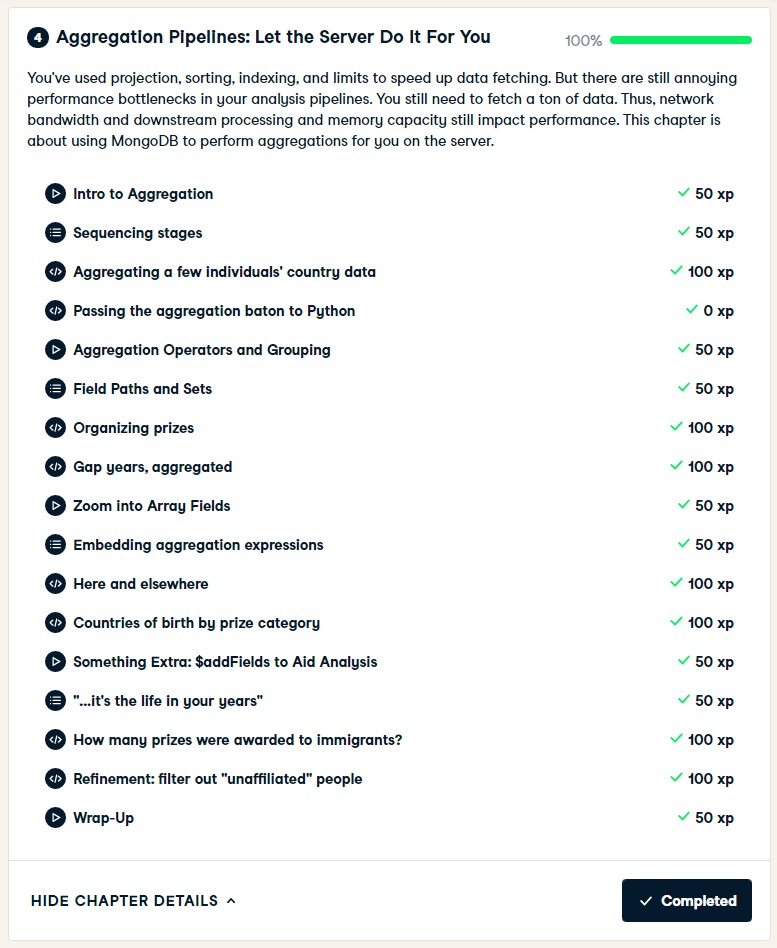 4 Aggregation Pipelines: Let the Server Do It For You 100%
You've used projection, sorting, indexing, and limits to speed up data fetching. But there are still annoying
performance bottlenecks in your analysis pipelines. You still need to fetch a ton of data. Thus, network
bandwidth and downstream processing and memory capacity still impact performance. This chapter is
about using MongoDB to perform aggregations for you on the server.
Intro to Aggregation 50 xp
Sequencing stages 50 xp
Aggregating a few individuals' country data 100 xp
Passing the aggregation baton to Python 0 xp
Aggregation Operators and Grouping 50 xp
Field Paths and Sets 50 xp
Organizing prizes 100 xp
Gap years, aggregated 100 xp
Zoom into Array Fields 50 xp
Embedding aggregation expressions 50 xp
Here and elsewhere 100 xp
Countries of birth by prize category 100 xp
Something Extra: $addFields to Aid Analysis 50 xp
"...it's the life in your years" 50 xp
How many prizes were awarded to immigrants? 100 xp
Refinement: filter out "unaffiliated" people 100 xp
Wrap-Up 50 xp
HIDE CHAPTER DETAILS Completed